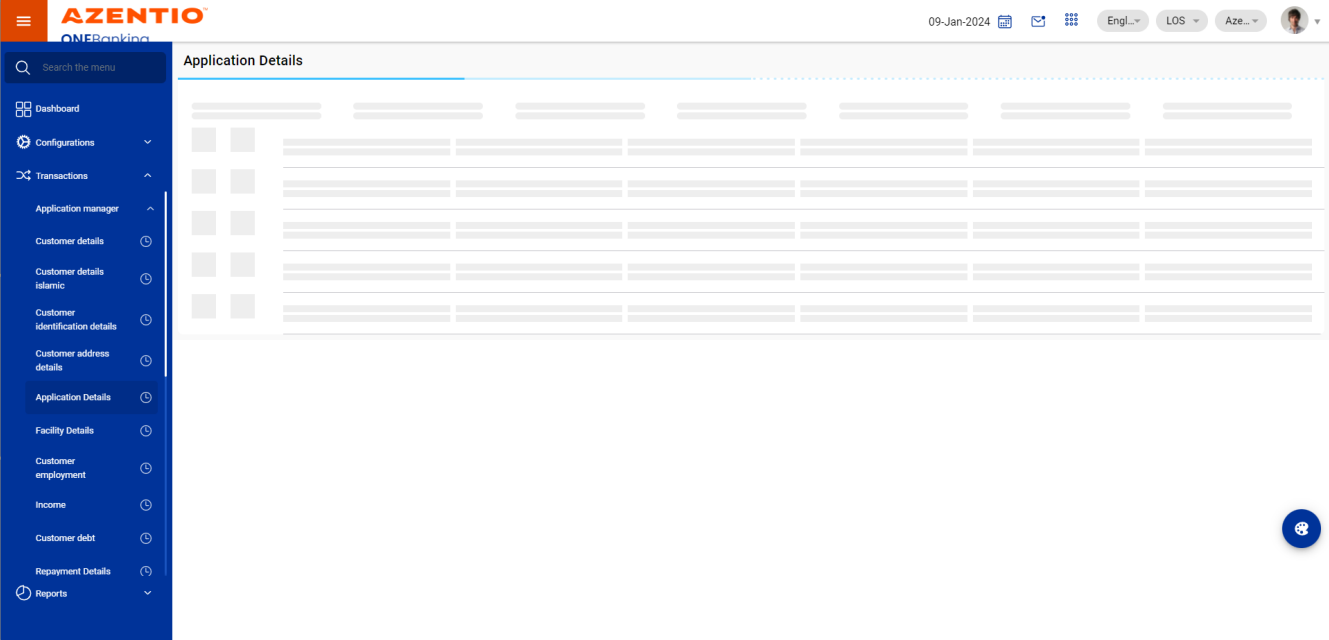 AZENTIO™
ONEBanking
09-Jan-2024
Engl...
LOS
Aze...
Search the menu
Dashboard
Configurations
Transactions
Application manager
Customer details
Customer details
islamic
Customer
identification details
Customer address
details
Application Details
Facility Details
Customer
employment
Income
Customer debt
Repayment Details
Reports
Application Details